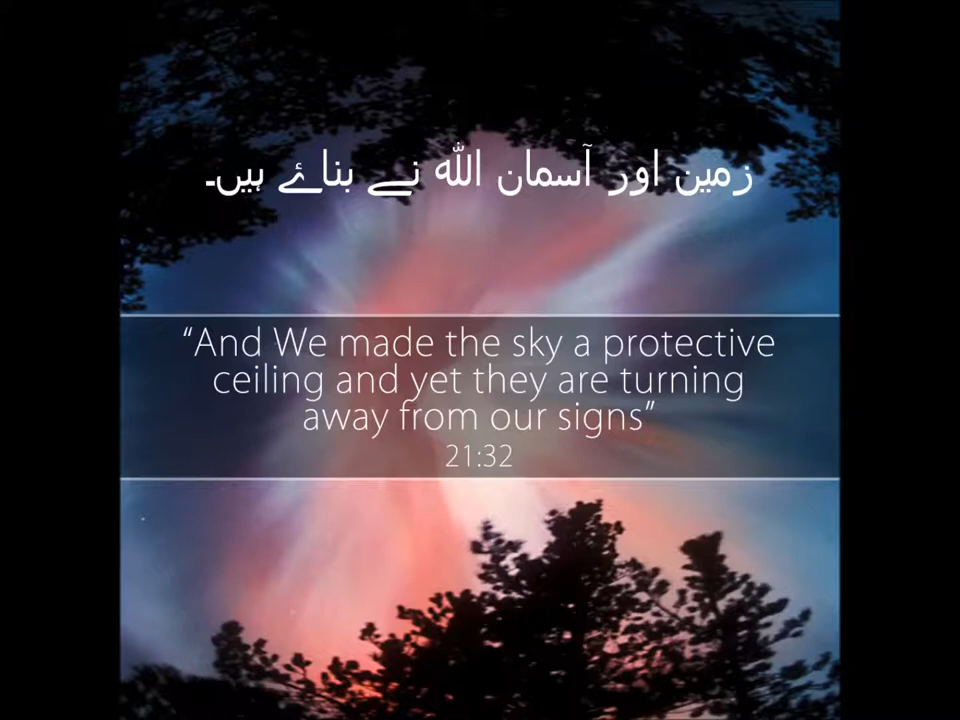 زمین اور آسمان اللہ نے بنائے ہیں۔
“And We made the sky a protective
ceiling and yet they are turning
away from our signs”
21:32